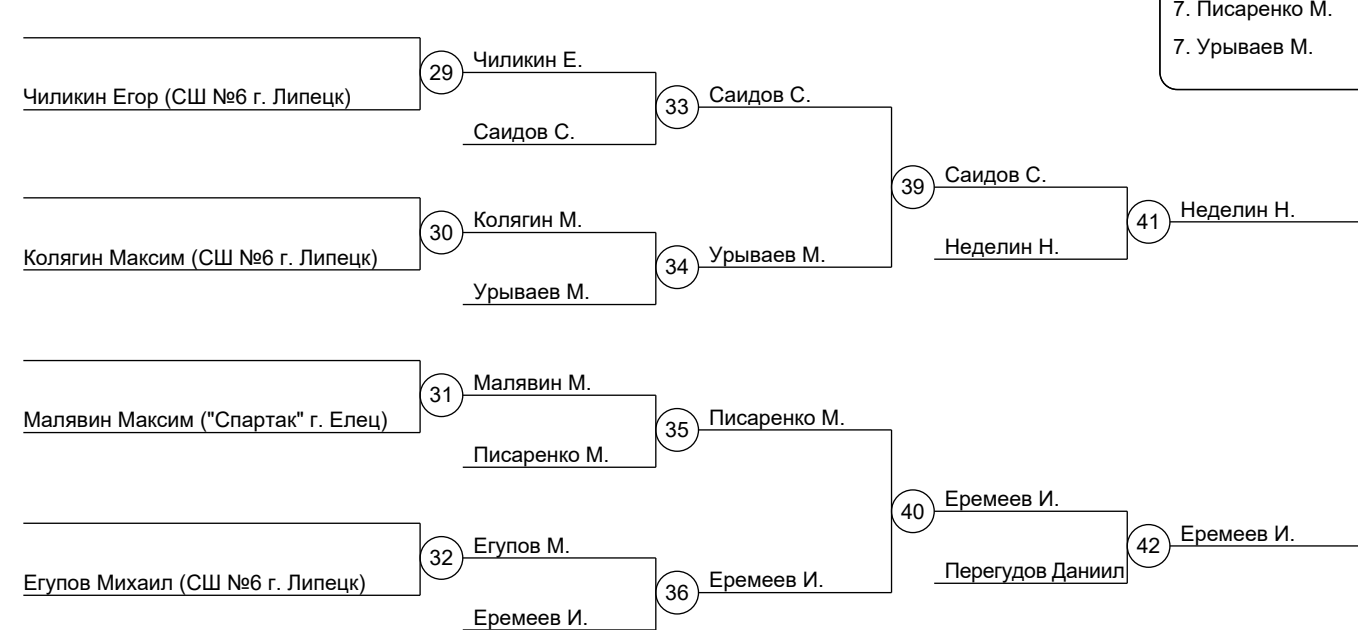 7. Писаренко М.
7. Урываев М.
29
Чиликин Е.
Чиликин Егор (СШ №6 г. Липецк)
33
Саидов С.
Саидов С.
39
Саидов С.
30
Колягин М.
41
Неделин Н.
Колягин Максим (СШ №6 г. Липецк)
34
Урываев М.
Неделин Н.
Урываев М.
31
Малявин М.
Малявин Максим ("Спартак" г. Елец)
35
Писаренко М.
Писаренко М.
40
Еремеев И.
32
Егупов М.
42
Еремеев И.
Егупов Михаил (СШ №6 г. Липецк)
36
Еремеев И.
Перегудов Даниил
Еремеев И.